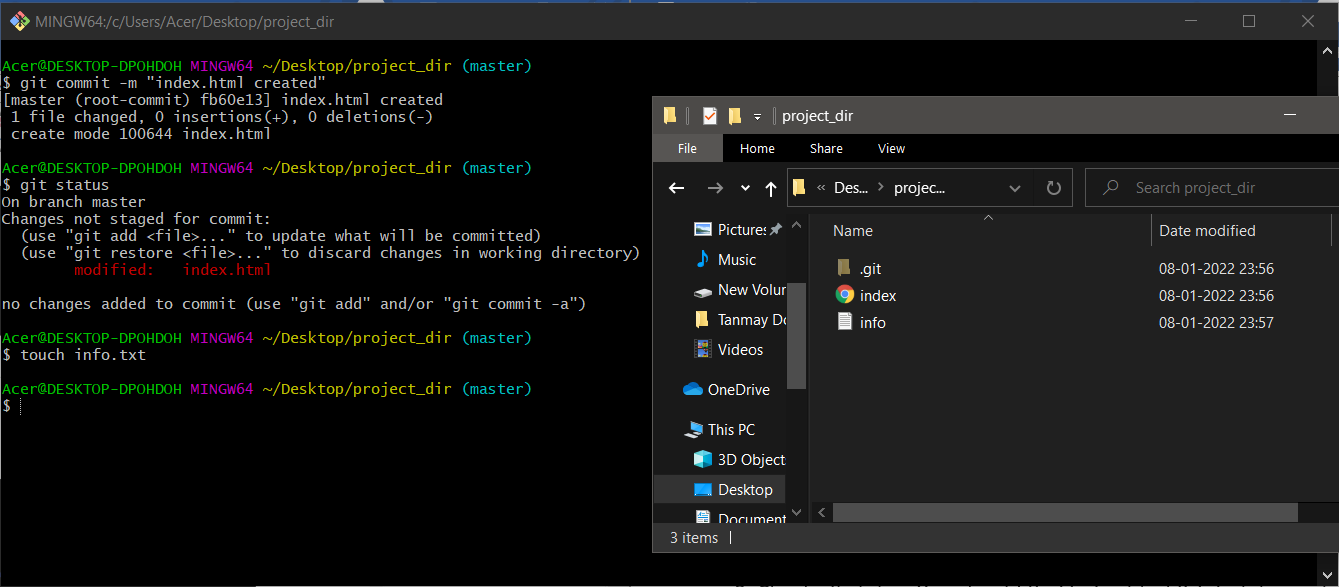 MINGW64:/c/Users/Acer/Desktop/project_dir
Acer@DESKTOP-DPOHDOH MINGW64 ~/Desktop/project_dir (master)
$ git commit -m "index.html created"
[master (root-commit) fb60e13] index.html created
 1 file changed, 0 insertions(+), 0 deletions(-)
 create mode 100644 index.html
Acer@DESKTOP-DPOHDOH MINGW64 ~/Desktop/project_dir (master)
$ git status
On branch master
Changes not staged for commit:
  (use "git add <file>..." to update what will be committed)
  (use "git restore <file>..." to discard changes in working directory)
        modified:   index.html
no changes added to commit (use "git add" and/or "git commit -a")
Acer@DESKTOP-DPOHDOH MINGW64 ~/Desktop/project_dir (master)
$ touch info.txt
Acer@DESKTOP-DPOHDOH MINGW64 ~/Desktop/project_dir (master)
$
project_dir
File Home Share View
« Des... > projec... Search project_dir
Pictures
Music
New Volur
Tanmay Do
Videos
OneDrive
This PC
3D Objects
Desktop
Document
Name Date modified
.git 08-01-2022 23:56
index 08-01-2022 23:56
info 08-01-2022 23:57
3 items